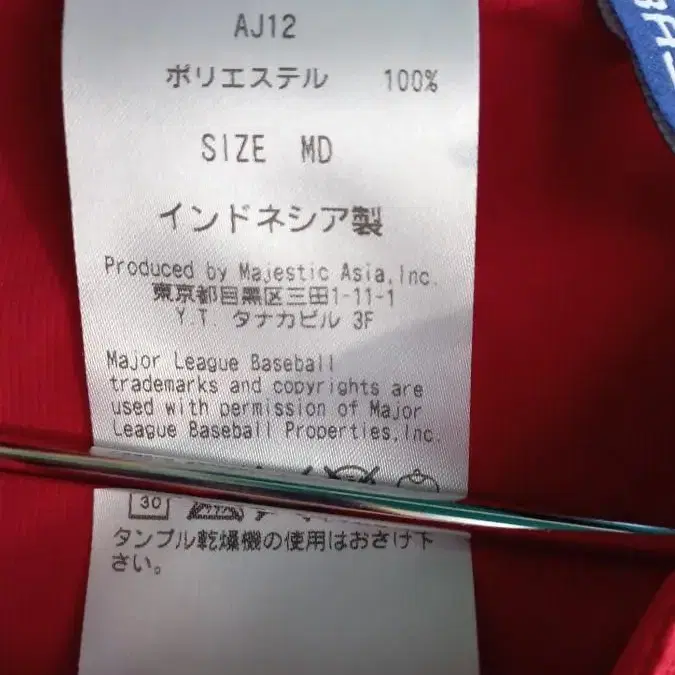 AJ12
ポリエステル 100%
SIZE MD
インドネシア製
Produced by Majestic Asia,Inc.
東京都目黒区三田1-11-1
Y.T. タナカビル 3F
Major League Baseball
trademarks and copyrights are
used with permission of Major
League Baseball Properties,Inc.
30
タンブル乾燥機の使用はおさけ下
さい。